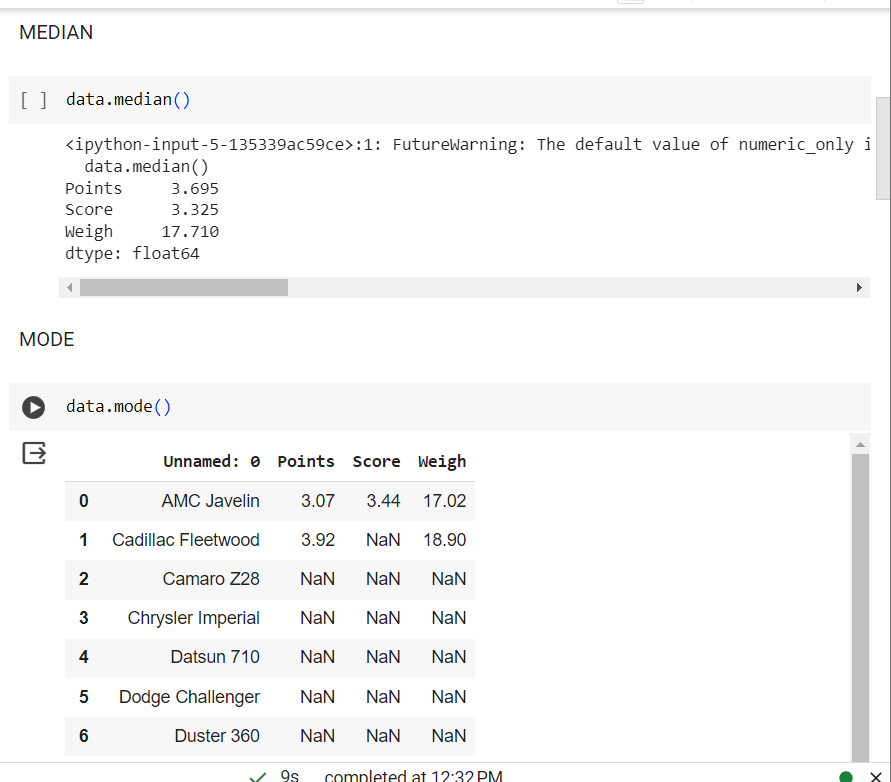 MEDIAN
[ ] data.median()
<ipython-input-5-135339ac59ce>:1: FutureWarning: The default value of numeric_only i
data.median()
Points 3.695
Score 3.325
Weigh 17.710
dtype: float64
MODE
data.mode()
Unnamed: 0 Points Score Weigh
0 AMC Javelin 3.07 3.44 17.02
1 Cadillac Fleetwood 3.92 NaN 18.90
2 Camaro Z28 NaN NaN NaN
3 Chrysler Imperial NaN NaN NaN
4 Datsun 710 NaN NaN NaN
5 Dodge Challenger NaN NaN NaN
6 Duster 360 NaN NaN NaN
9s completed at 12:32 PM